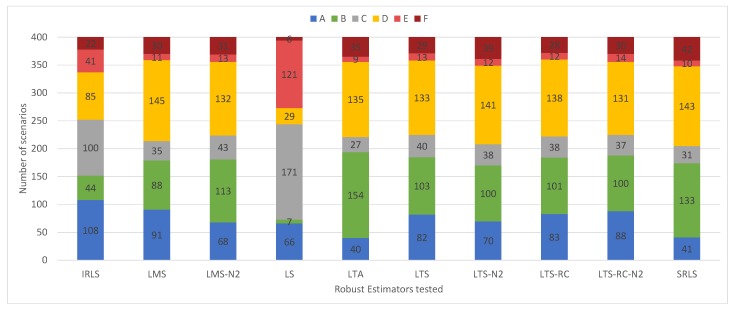 A B C D E F
400
350
300
250
200
150
100
50
0
Number of scenarios
6
41 11 13 121 9 13 12 12 14 10
85 145 132 29 135 133 141 138 131 143
100 35 43 171 27 40 38 38 37 31
44 88 113 7 154 103 100 101 100 133
108 91 68 66 40 82 70 83 88 41
IRLS LMS LMS-N2 LS LTA LTS LTS-N2 LTS-RC LTS-RC-N2 SRLS
Robust Estimators tested